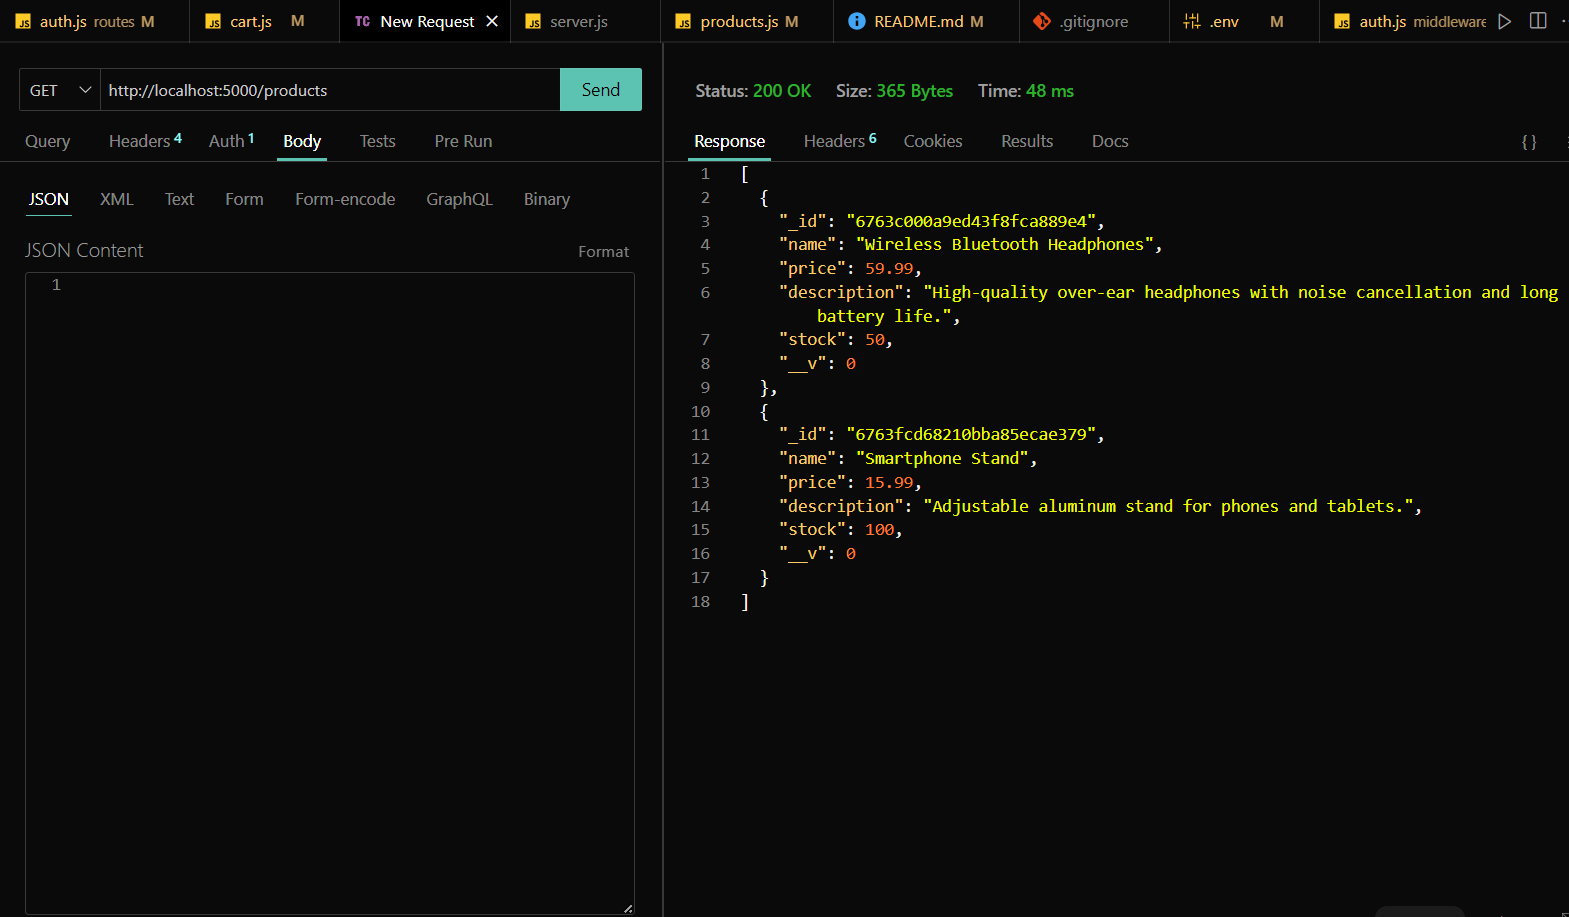 JS auth.js routes M JS cart.js M TC New Request JS server.js JS products.js M README.md M .gitignore .env M JS auth.js middleware
GET http://localhost:5000/products Send
Query Headers 4 Auth 1 Body Tests Pre Run
JSON XML Text Form Form-encode GraphQL Binary
JSON Content Format
1
Status: 200 OK Size: 365 Bytes Time: 48 ms
Response Headers 6 Cookies Results Docs {}
1 [
2 {
3 "_id": "6763c000a9ed43f8fca889e4",
4 "name": "Wireless Bluetooth Headphones",
5 "price": 59.99,
6 "description": "High-quality over-ear headphones with noise cancellation and long
battery life.",
7 "stock": 50,
8 "__v": 0
9 },
10 {
11 "_id": "6763fcd68210bba85ecae379",
12 "name": "Smartphone Stand",
13 "price": 15.99,
14 "description": "Adjustable aluminum stand for phones and tablets.",
15 "stock": 100,
16 "__v": 0
17 }
18 ]